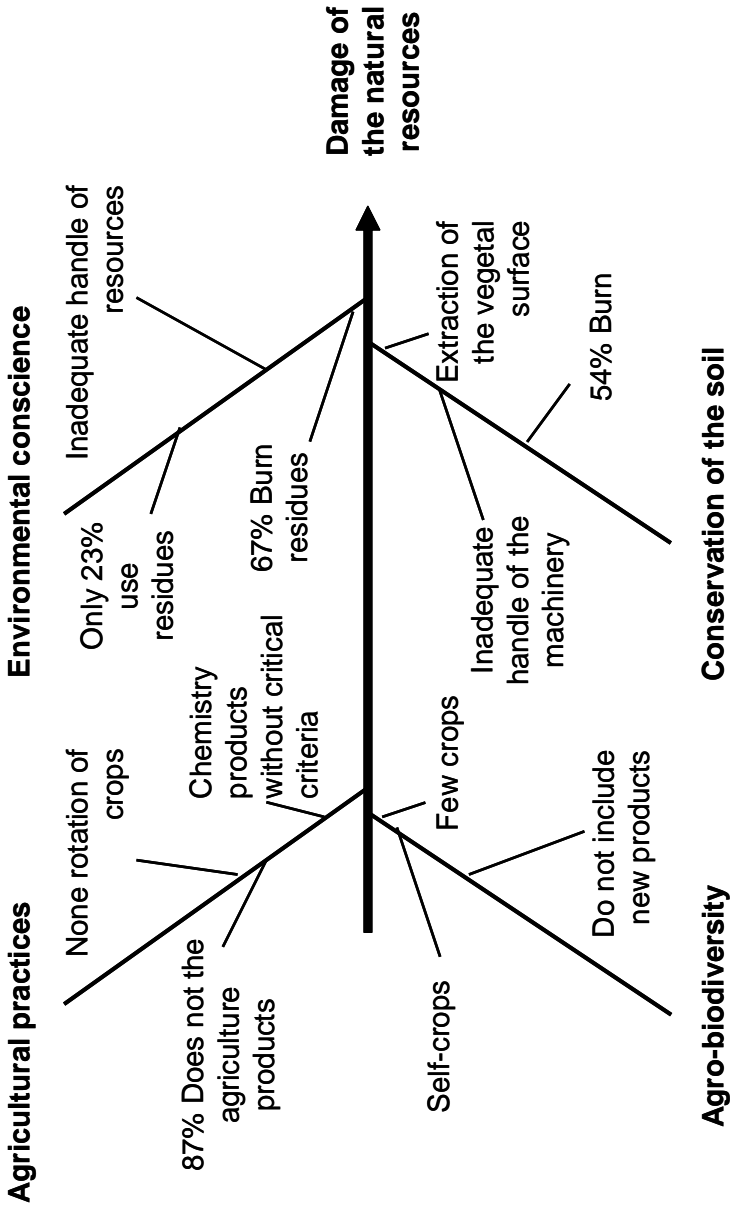 Agricultural practices
Environmental conscience
None rotation of
crops
Inadequate handle of
resources
87% Does not the
agriculture
products
Chemistry
products
without critical
criteria
Only 23%
use
residues
67% Burn
residues
Damage of
the natural
resources
Self-crops
Few crops
Do not include
new products
Inadequate
handle of the
machinery
Extraction of
the vegetal
surface
54% Burn
Agro-biodiversity
Conservation of the soil